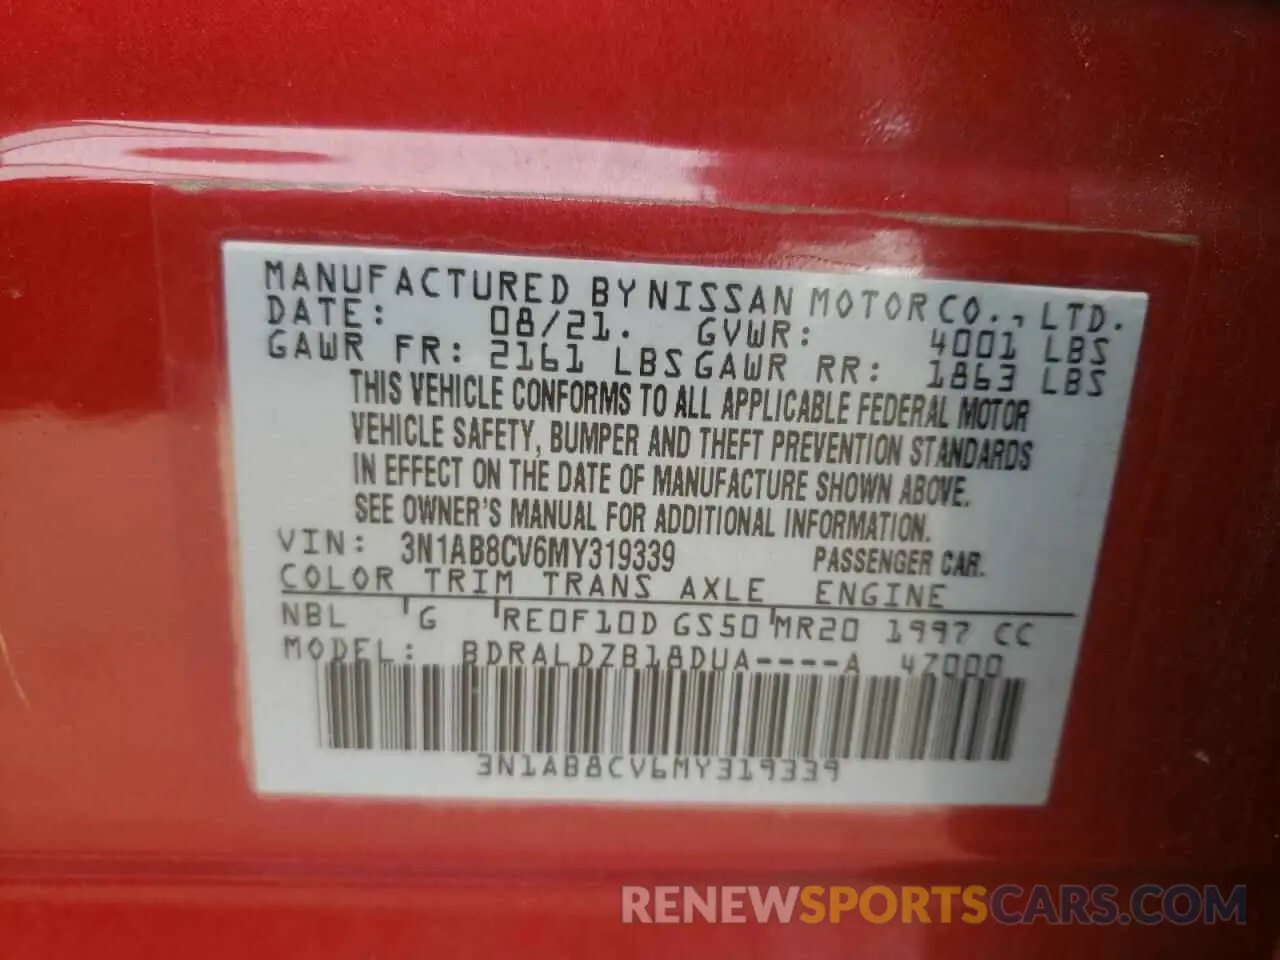 MANUFACTURED BY NISSAN MOTOR CO., LTD.
DATE: 08/21. GVWR: 4001 LBS
GAWR FR: 2161 LBS GAWR RR: 1863 LBS
THIS VEHICLE CONFORMS TO ALL APPLICABLE FEDERAL MOTOR
VEHICLE SAFETY, BUMPER AND THEFT PREVENTION STANDARDS
IN EFFECT ON THE DATE OF MANUFACTURE SHOWN ABOVE.
SEE OWNER'S MANUAL FOR ADDITIONAL INFORMATION.
VIN: 3N1AB8CV6MY319339 PASSENGER CAR.
COLOR TRIM TRANS AXLE ENGINE
NBL G RE0F10D GS50 MR20 1997 CC
MODEL: BDRALDZB18DUA----A 47000
3N1AB8CV6MY319339
RENEWSPORTSCARS.COM